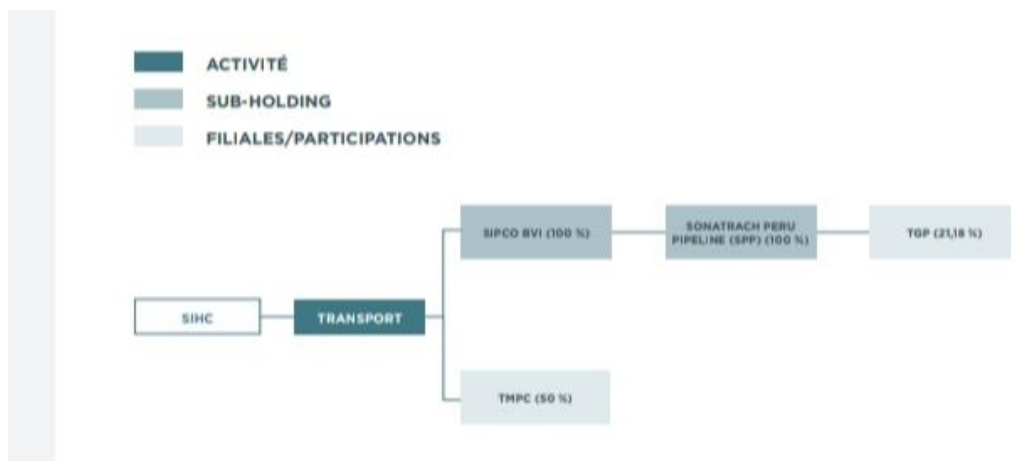 ACTIVITÉ
SUB-HOLDING
FILIALES/PARTICIPATIONS
SIPCO BVI (100 %)
SONATRACH PERU
PIPELINE (SPP) (100 %)
TGP (21,18 %)
SIHC
TRANSPORT
TMPC (50 %)